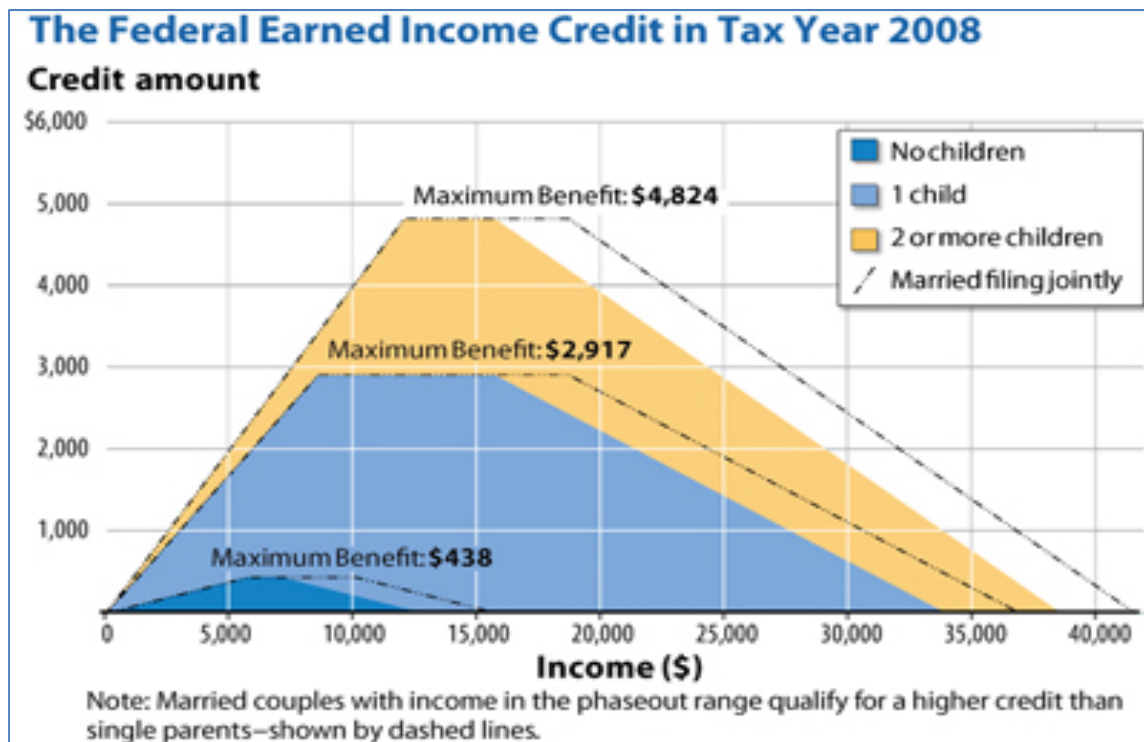 The Federal Earned Income Credit in Tax Year 2008
Credit amount
$6,000
5,000
4,000
3,000
2,000
1,000
No children
1 child
2 or more children
Married filing jointly
Maximum Benefit: $4,824
Maximum Benefit: $2,917
Maximum Benefit: $438
0 5,000 10,000 15,000 20,000 25,000 30,000 35,000 40,000
Income ($)
Note: Married couples with income in the phaseout range qualify for a higher credit than
single parents–shown by dashed lines.